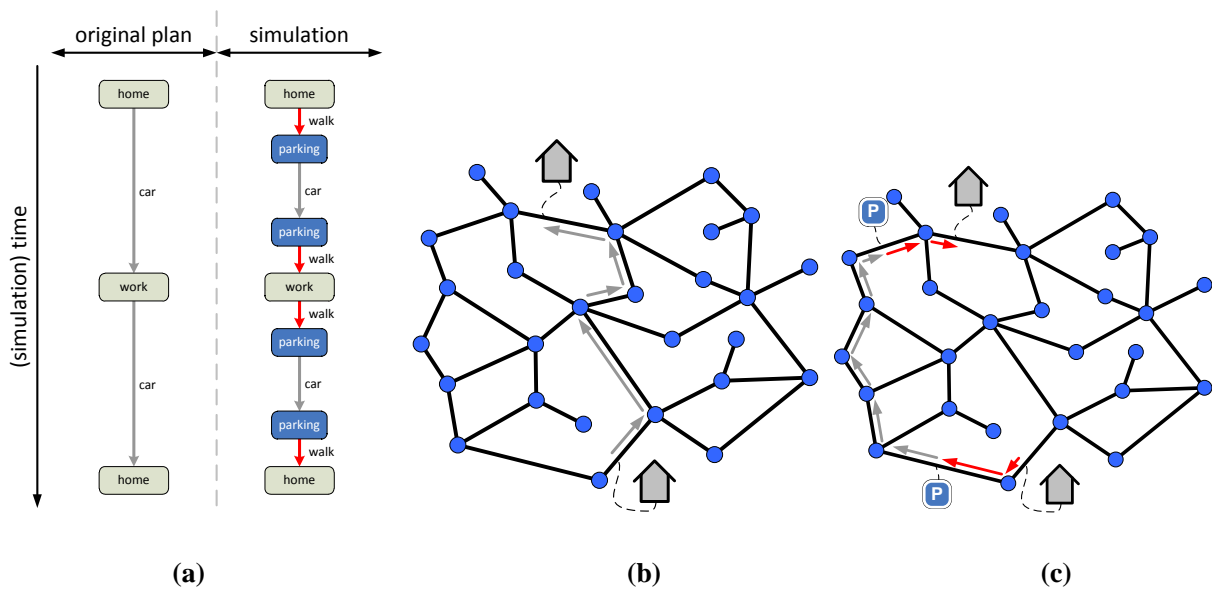 original plan
simulation
(simulation) time
home
car
work
car
home
home
walk
parking
car
parking
walk
work
walk
parking
car
parking
walk
home
P
P
(a)
(b)
(c)